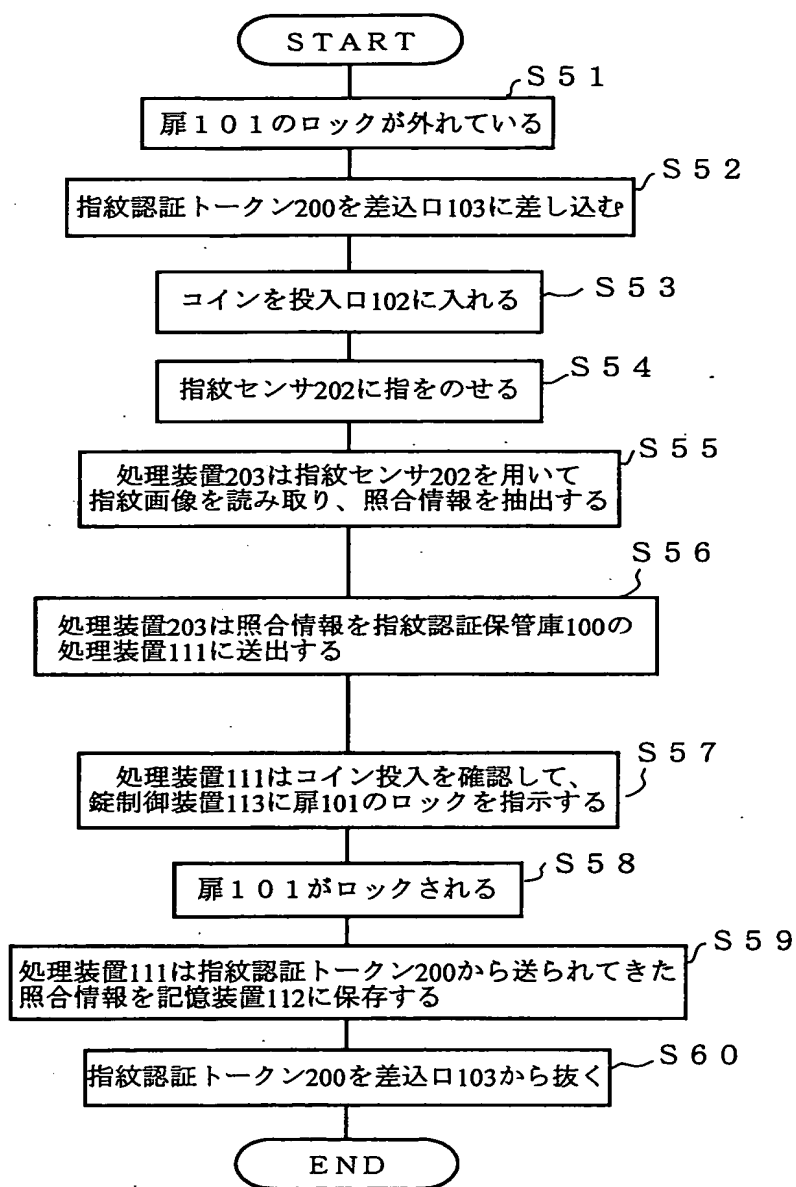 START
S51
扉101のロックが外れている
S52
指紋認証トークン200を差込口103に差し込む
S53
コインを投入口102に入れる
S54
指紋センサ202に指をのせる
S55
処理装置203は指紋センサ202を用いて
指紋画像を読み取り、照合情報を抽出する
S56
処理装置203は照合情報を指紋認証保管庫100の
処理装置111に送出する
S57
処理装置111はコイン投入を確認して、
錠制御装置113に扉101のロックを指示する
S58
扉101がロックされる
S59
処理装置111は指紋認証トークン200から送られてきた
照合情報を記憶装置112に保存する
S60
指紋認証トークン200を差込口103から抜く
END